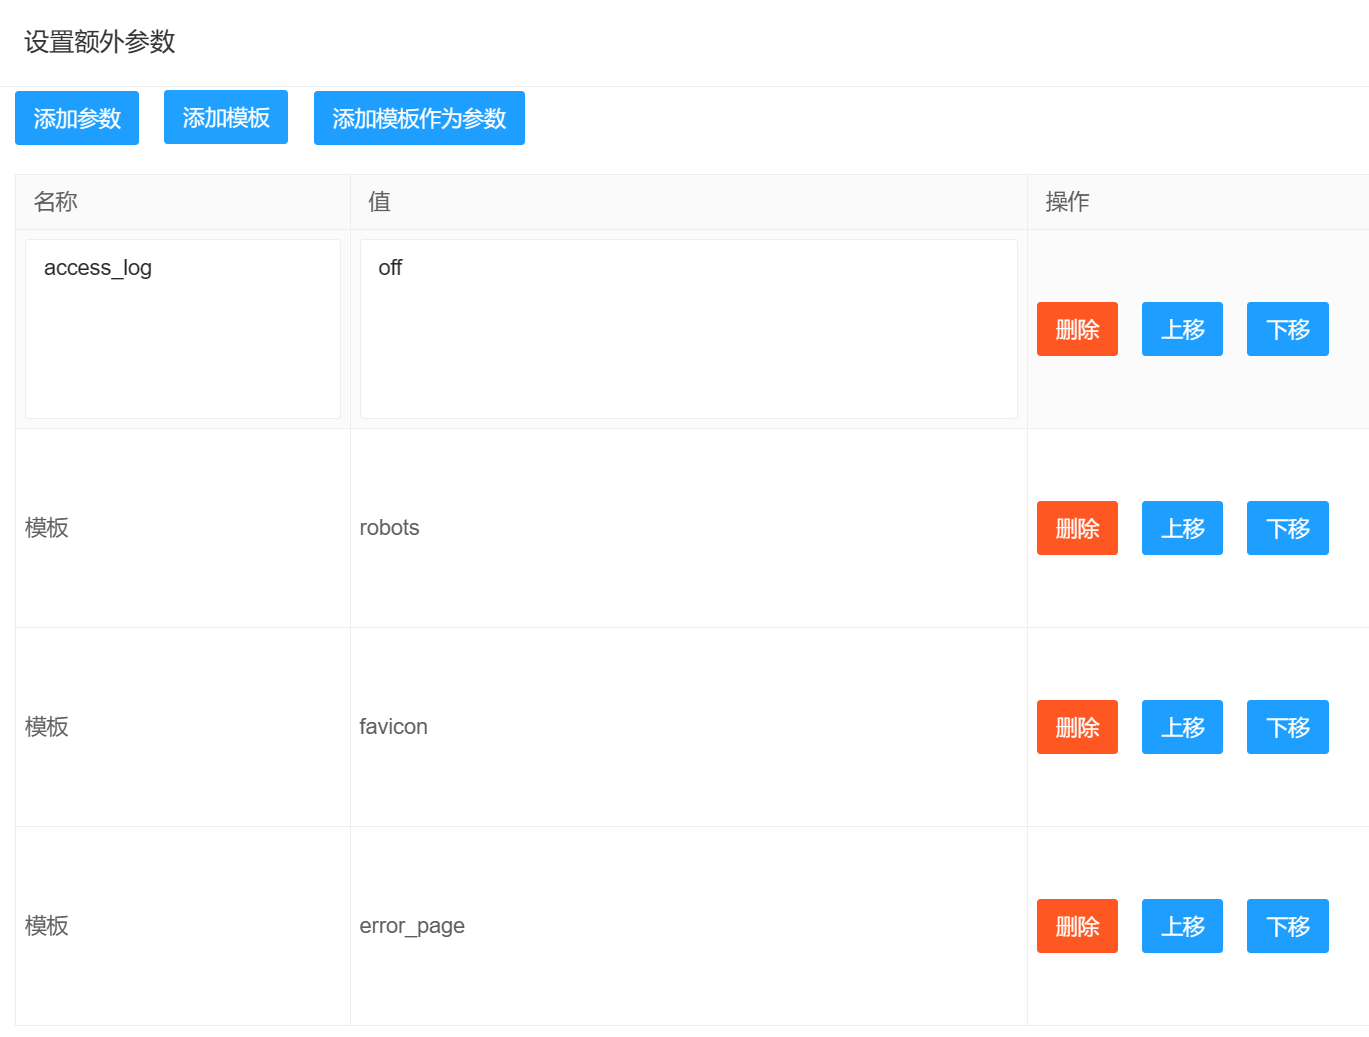 设置额外参数
添加参数 添加模板 添加模板作为参数
名称 值 操作
access_log off 删除 上移 下移
模板 robots 删除 上移 下移
模板 favicon 删除 上移 下移
模板 error_page 删除 上移 下移